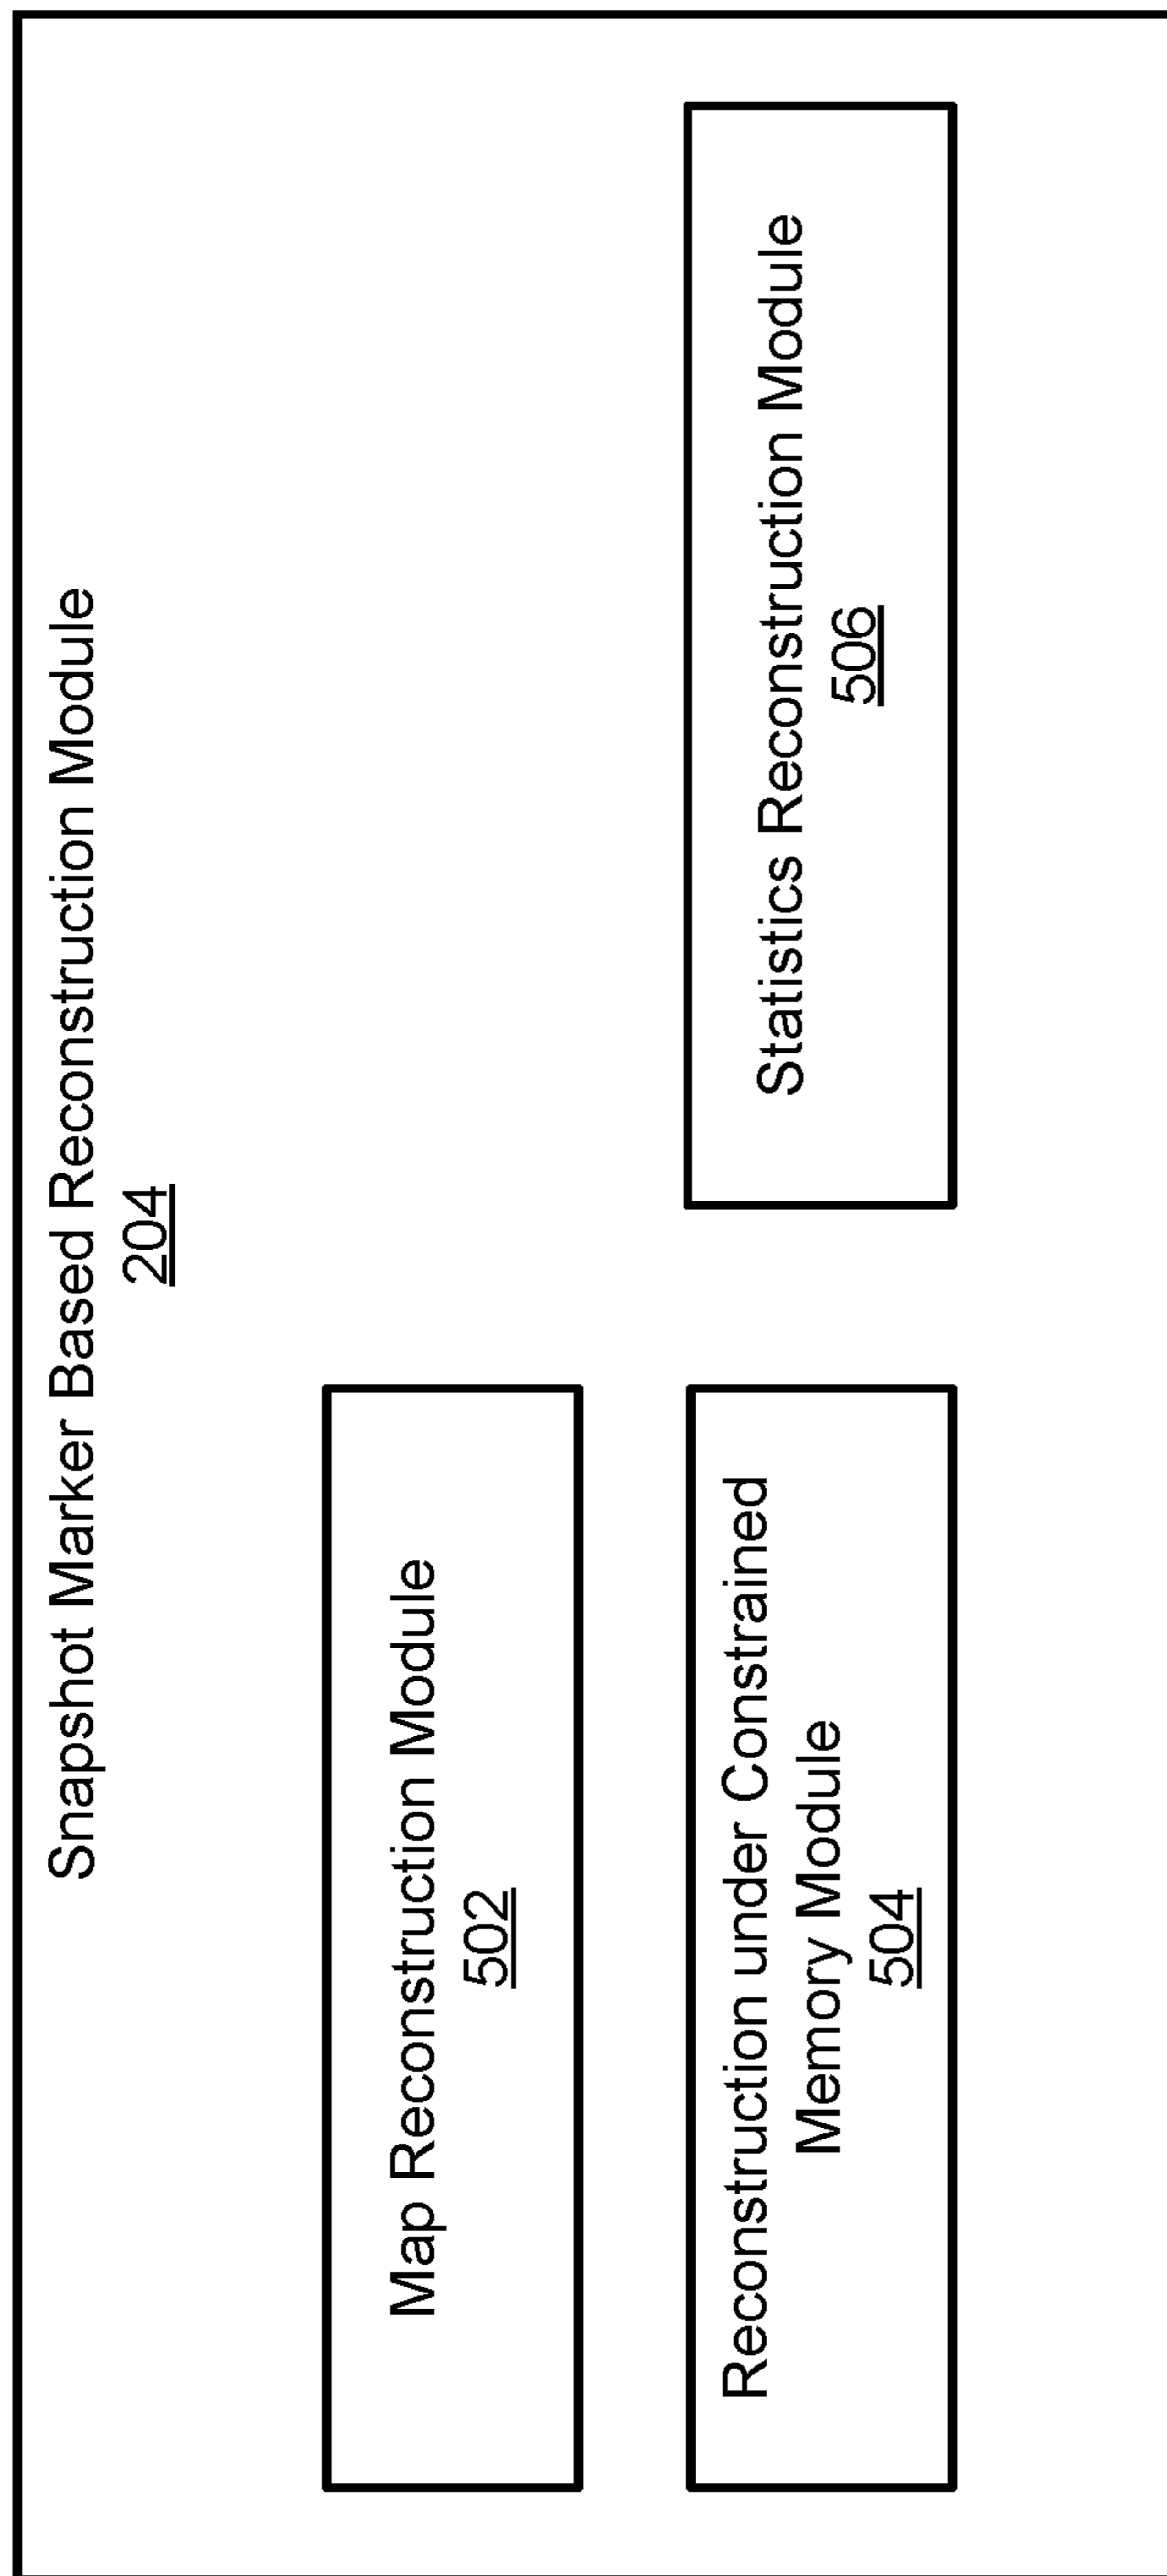 Snapshot Marker Based Reconstruction Module
204
Map Reconstruction Module
502
Reconstruction under Constrained
Memory Module
504
Statistics Reconstruction Module
506